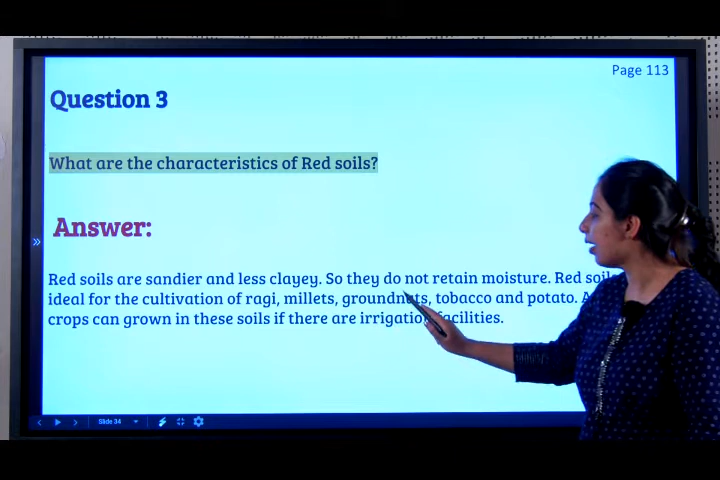 Page 113
Question 3
What are the characteristics of Red soils?
Answer:
Red soils are sandier and less clayey. So they do not retain moisture. Red soils
ideal for the cultivation of ragi, millets, groundnuts, tobacco and potato.
crops can grown in these soils if there are irrigation facilities.
Slide 34